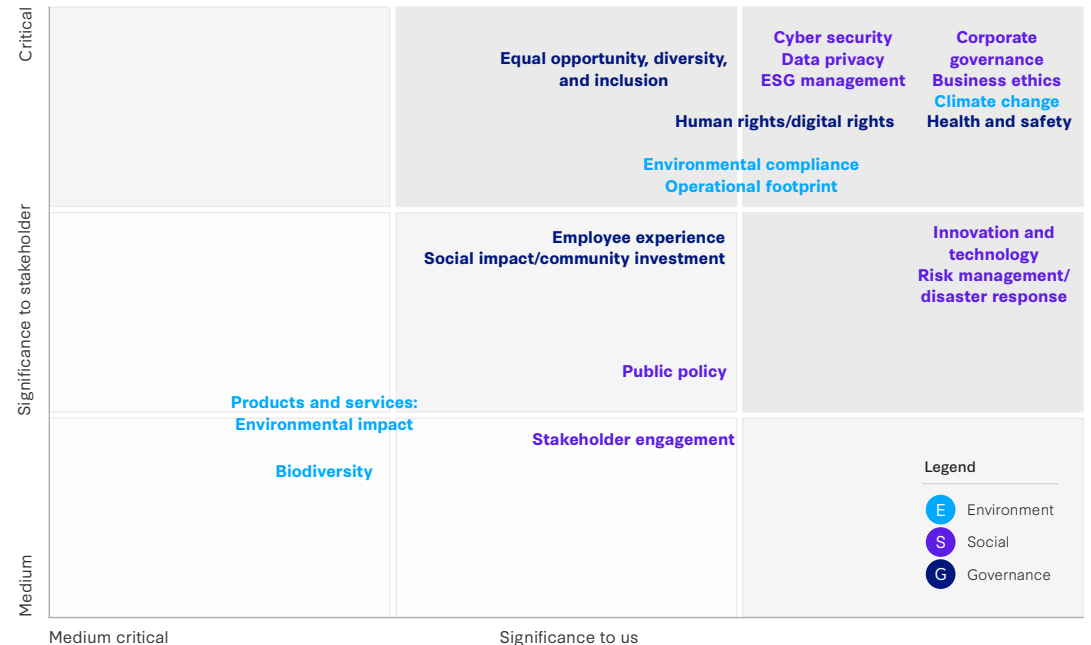 Critical
Significance to stakeholder
Medium
Equal opportunity, diversity,
and inclusion
Cyber security
Data privacy
ESG management
Corporate
governance
Business ethics
Climate change
Health and safety
Human rights/digital rights
Environmental compliance
Operational footprint
Employee experience
Social impact/community investment
Innovation and
technology
Risk management/
disaster response
Public policy
Products and services:
Environmental impact
Stakeholder engagement
Biodiversity
Legend
E Environment
S Social
G Governance
Medium critical
Significance to us